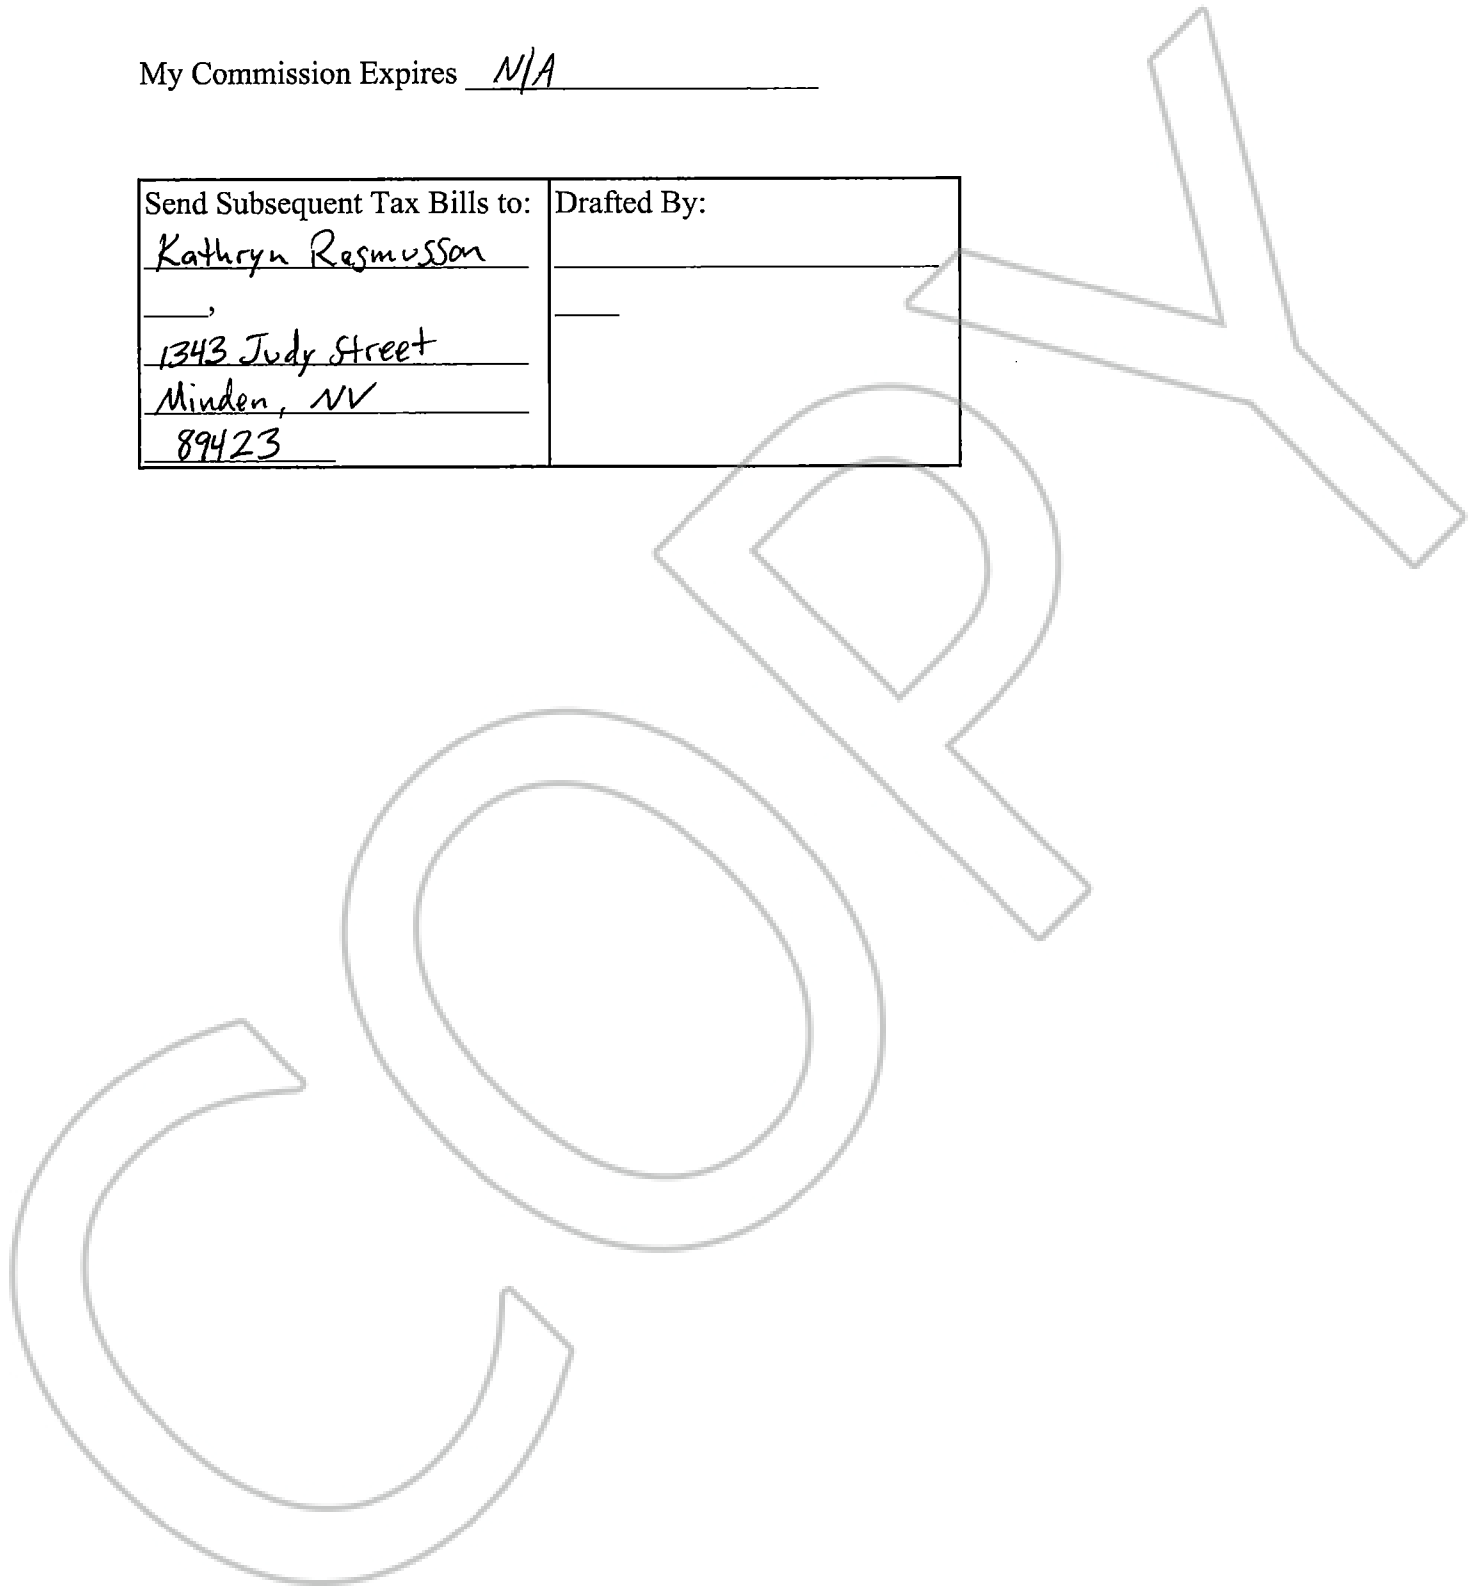 My Commission Expires N/A
Send Subsequent Tax Bills to:
Kathryn Rasmusson
,
1343 Judy Street
Minden, NV
89423
Drafted By:
COPY